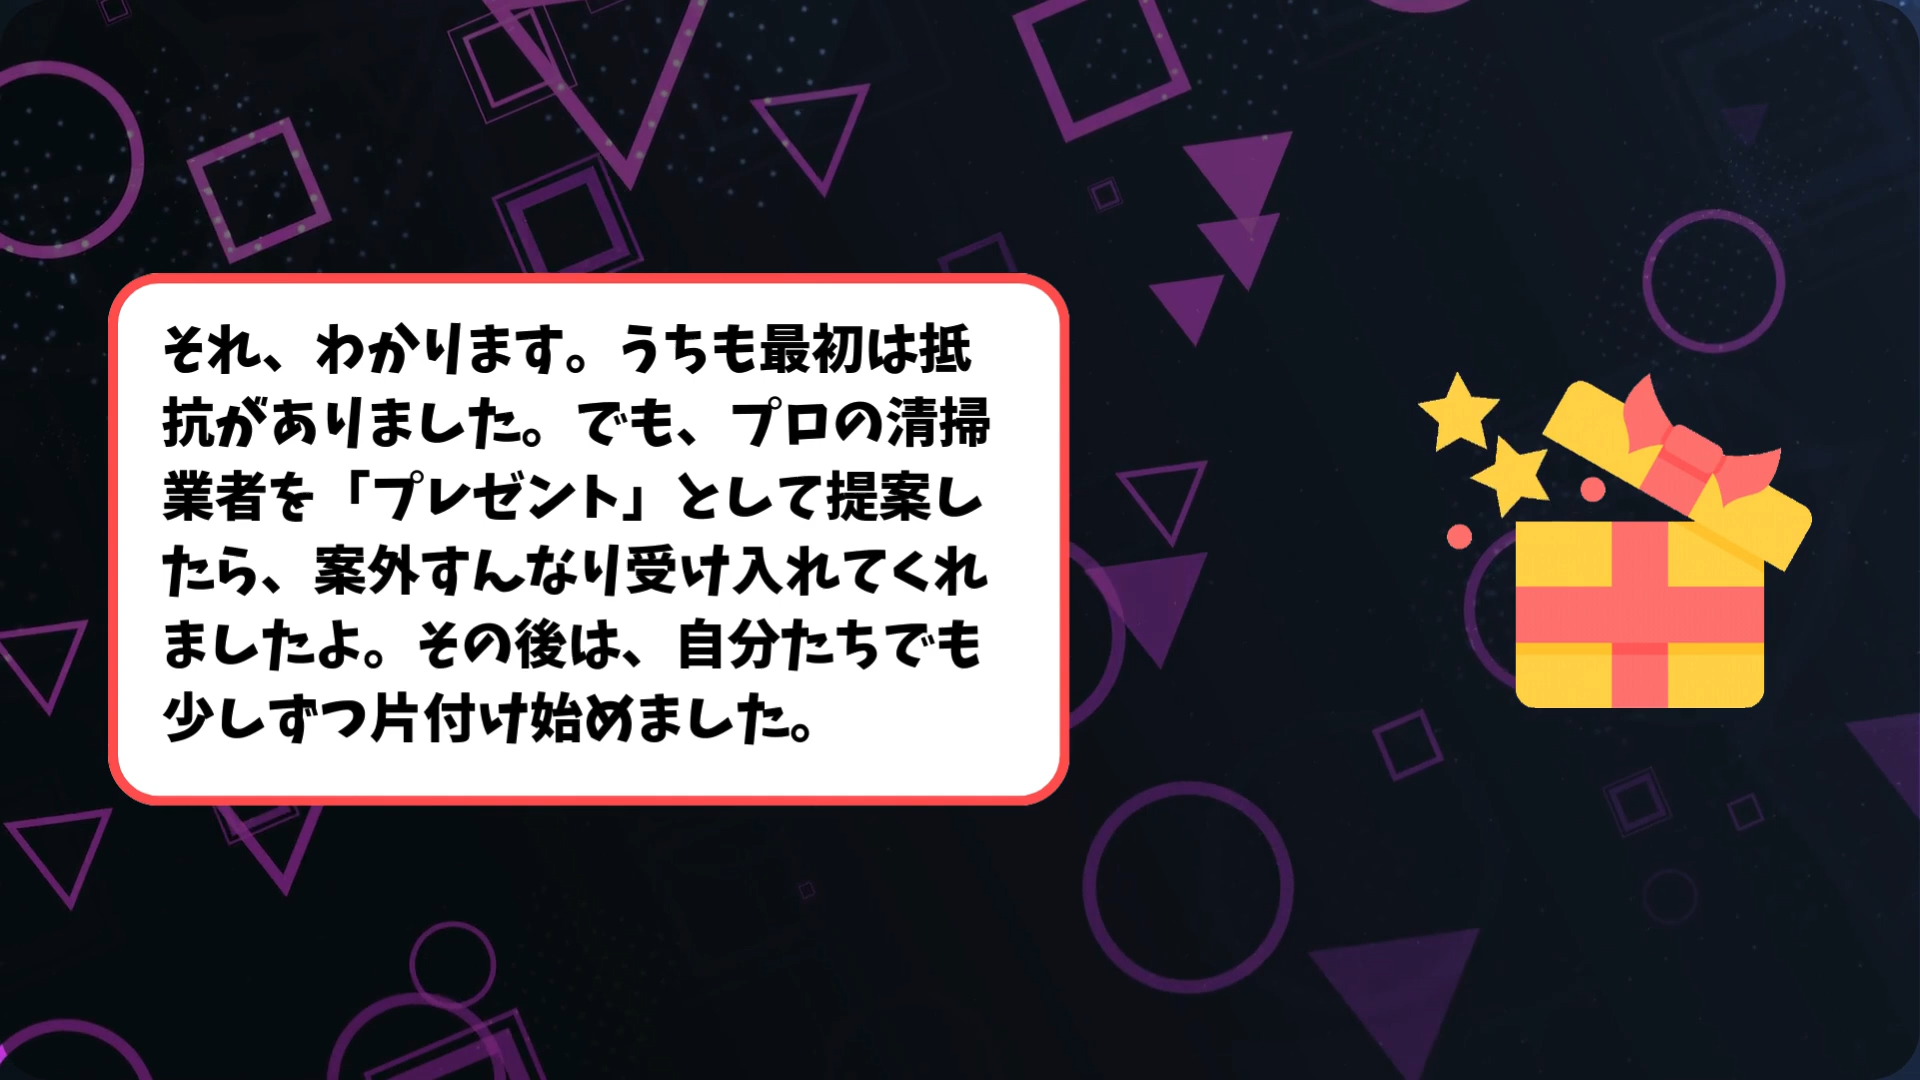 それ、わかります。うちも最初は抵
抗がありました。でも、プロの清掃
業者を「プレゼント」として提案し
たら、案外すんなり受け入れてくれ
ましたよ。その後は、自分たちでも
少しずつ片付け始めました。